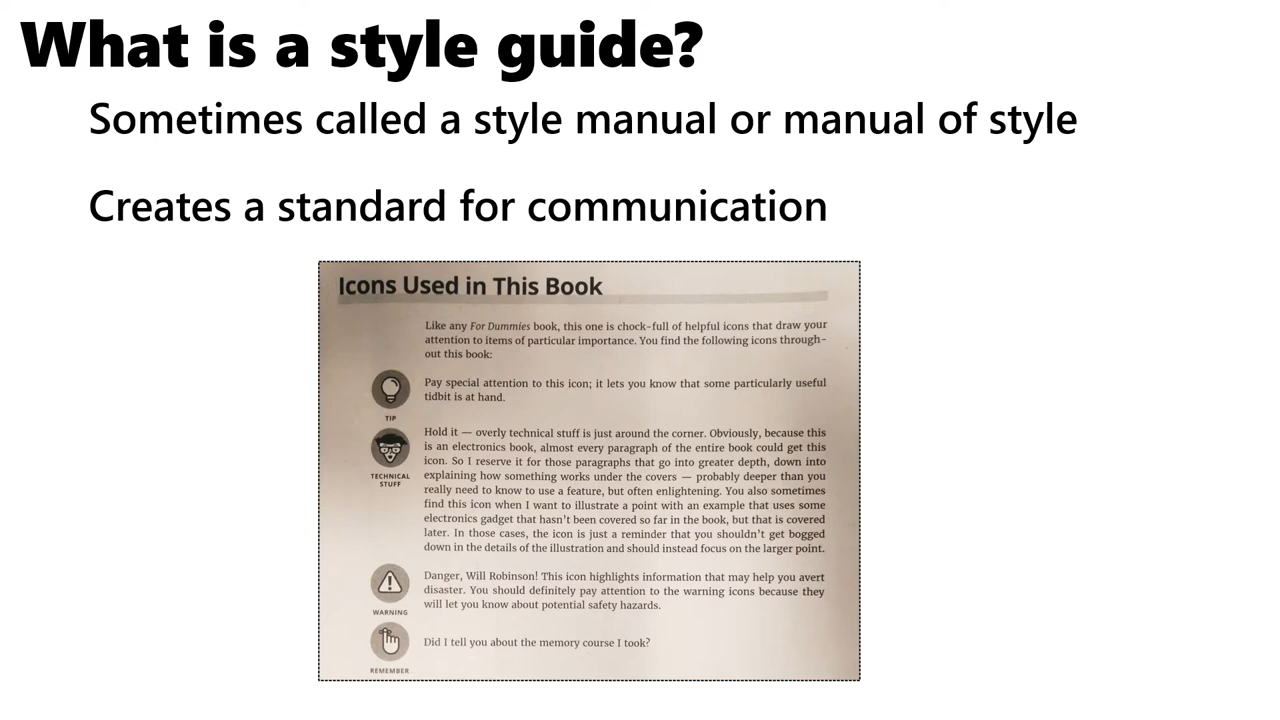 What is a style guide?
Sometimes called a style manual or manual of style
Creates a standard for communication
Icons Used in This Book
Like any For Dummies book, this one is chock-full of helpful icons that draw your
attention to items of particular importance. You find the following icons through-
out this book:
Pay special attention to this icon; it lets you know that some particularly useful
tidbit is at hand.
TIP
Hold it — overly technical stuff is just around the corner. Obviously, because this
is an electronics book, almost every paragraph of the entire book could get this
icon. So I reserve it for those paragraphs that go into greater depth, down into
explaining how something works under the covers — probably deeper than you
really need to know to use a feature, but often enlightening. You also sometimes
find this icon when I want to illustrate a point with an example that uses some
electronics gadget that hasn't been covered so far in the book, but that is covered
later. In those cases, the icon is just a reminder that you shouldn't get bogged
down in the details of the illustration and should instead focus on the larger point.
TECHNICAL
STUFF
Danger, Will Robinson! This icon highlights information that may help you avert
disaster. You should definitely pay attention to the warning icons because they
will let you know about potential safety hazards.
WARNING
Did I tell you about the memory course I took?
REMEMBER